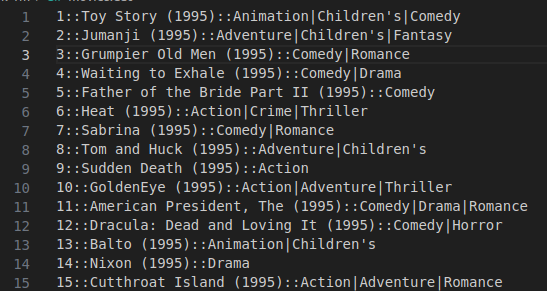 1 1::Toy Story (1995)::Animation|Children's|Comedy
2 2::Jumanji (1995)::Adventure|Children's|Fantasy
3 3::Grumpier Old Men (1995)::Comedy|Romance
4 4::Waiting to Exhale (1995)::Comedy|Drama
5 5::Father of the Bride Part II (1995)::Comedy
6 6::Heat (1995)::Action|Crime|Thriller
7 7::Sabrina (1995)::Comedy|Romance
8 8::Tom and Huck (1995)::Adventure|Children's
9 9::Sudden Death (1995)::Action
10 10::GoldenEye (1995)::Action|Adventure|Thriller
11 11::American President, The (1995)::Comedy|Drama|Romance
12 12::Dracula: Dead and Loving It (1995)::Comedy|Horror
13 13::Balto (1995)::Animation|Children's
14 14::Nixon (1995)::Drama
15 15::Cutthroat Island (1995)::Action|Adventure|Romance